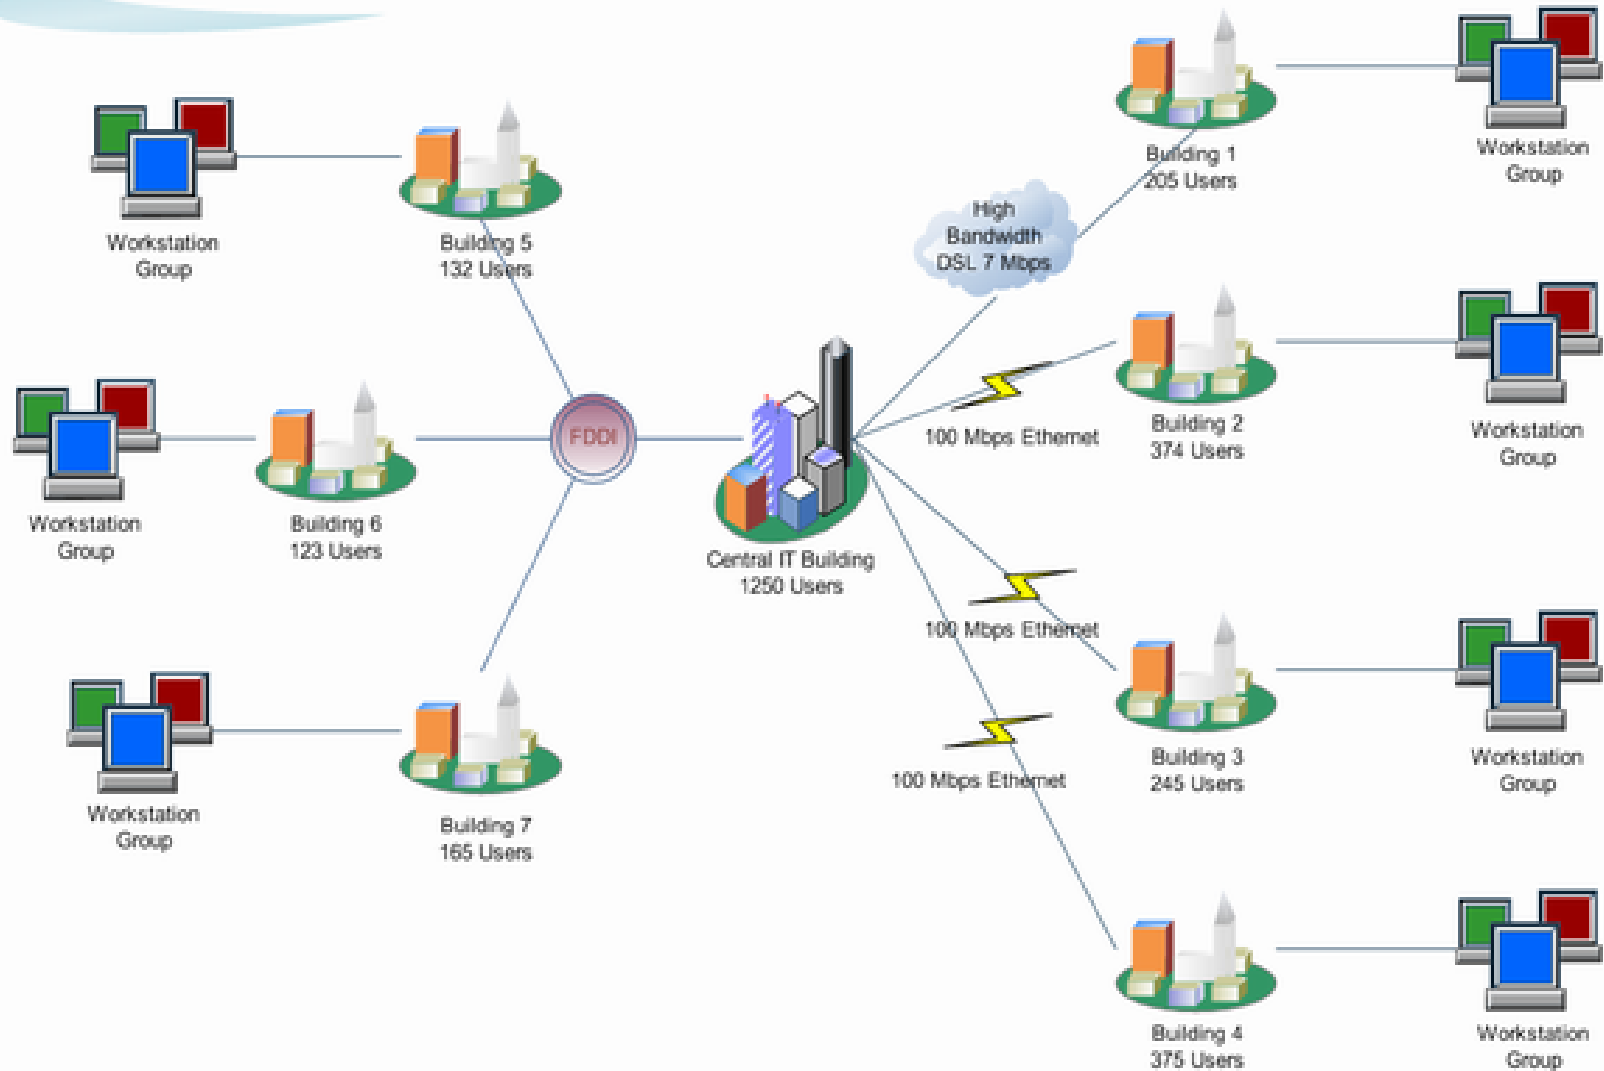 Building 1
205 Users
Workstation
Group
High
Bandwidth
DSL 7 Mbps
Workstation
Group
Building 5
132 Users
100 Mbps Ethernet
Building 2
374 Users
Workstation
Group
FDDI
Workstation
Group
Building 6
123 Users
Central IT Building
1250 Users
100 Mbps Ethernet
Building 3
245 Users
Workstation
Group
100 Mbps Ethernet
Workstation
Group
Building 7
165 Users
Building 4
375 Users
Workstation
Group